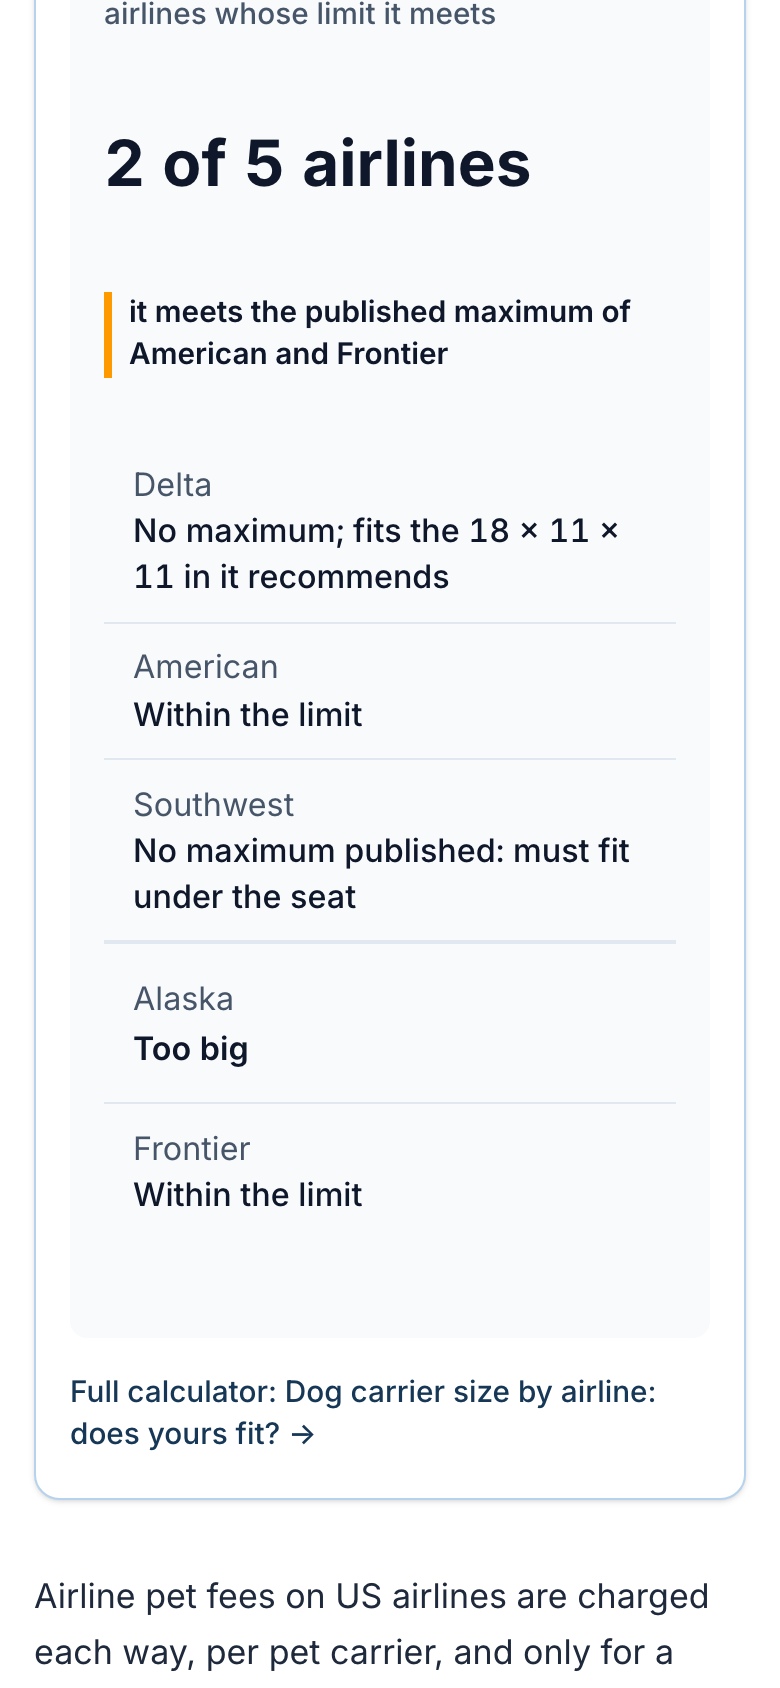 airlines whose limit it meets
2 of 5 airlines
it meets the published maximum of
American and Frontier
Delta
No maximum; fits the 18 × 11 ×
11 in it recommends
American
Within the limit
Southwest
No maximum published: must fit
under the seat
Alaska
Too big
Frontier
Within the limit
Full calculator: Dog carrier size by airline:
does yours fit? →
Airline pet fees on US airlines are charged
each way, per pet carrier, and only for a